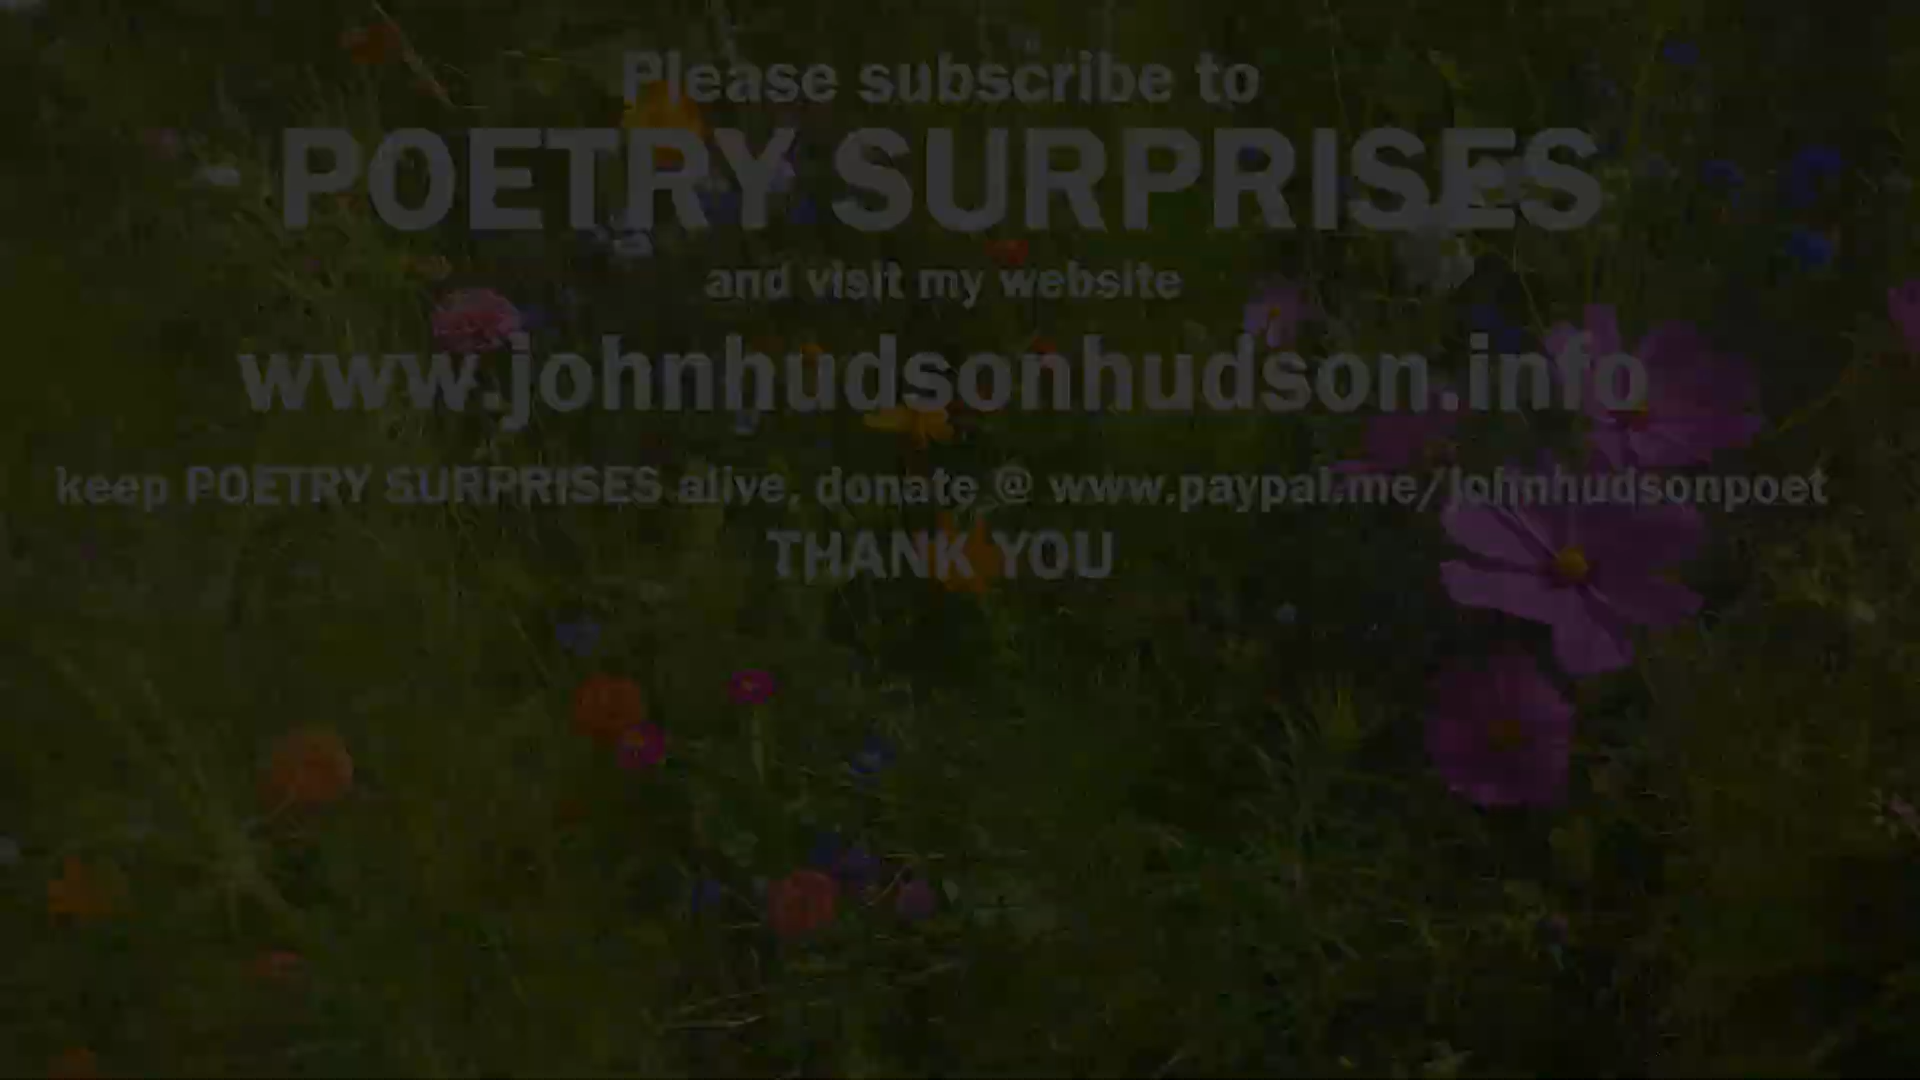 Please subscribe to
POETRY SURPRISES
and visit my website
www.johnhudsonhudson.info
keep POETRY SURPRISES alive, donate @ www.paypal.me/johnhudsonpoet
THANK YOU